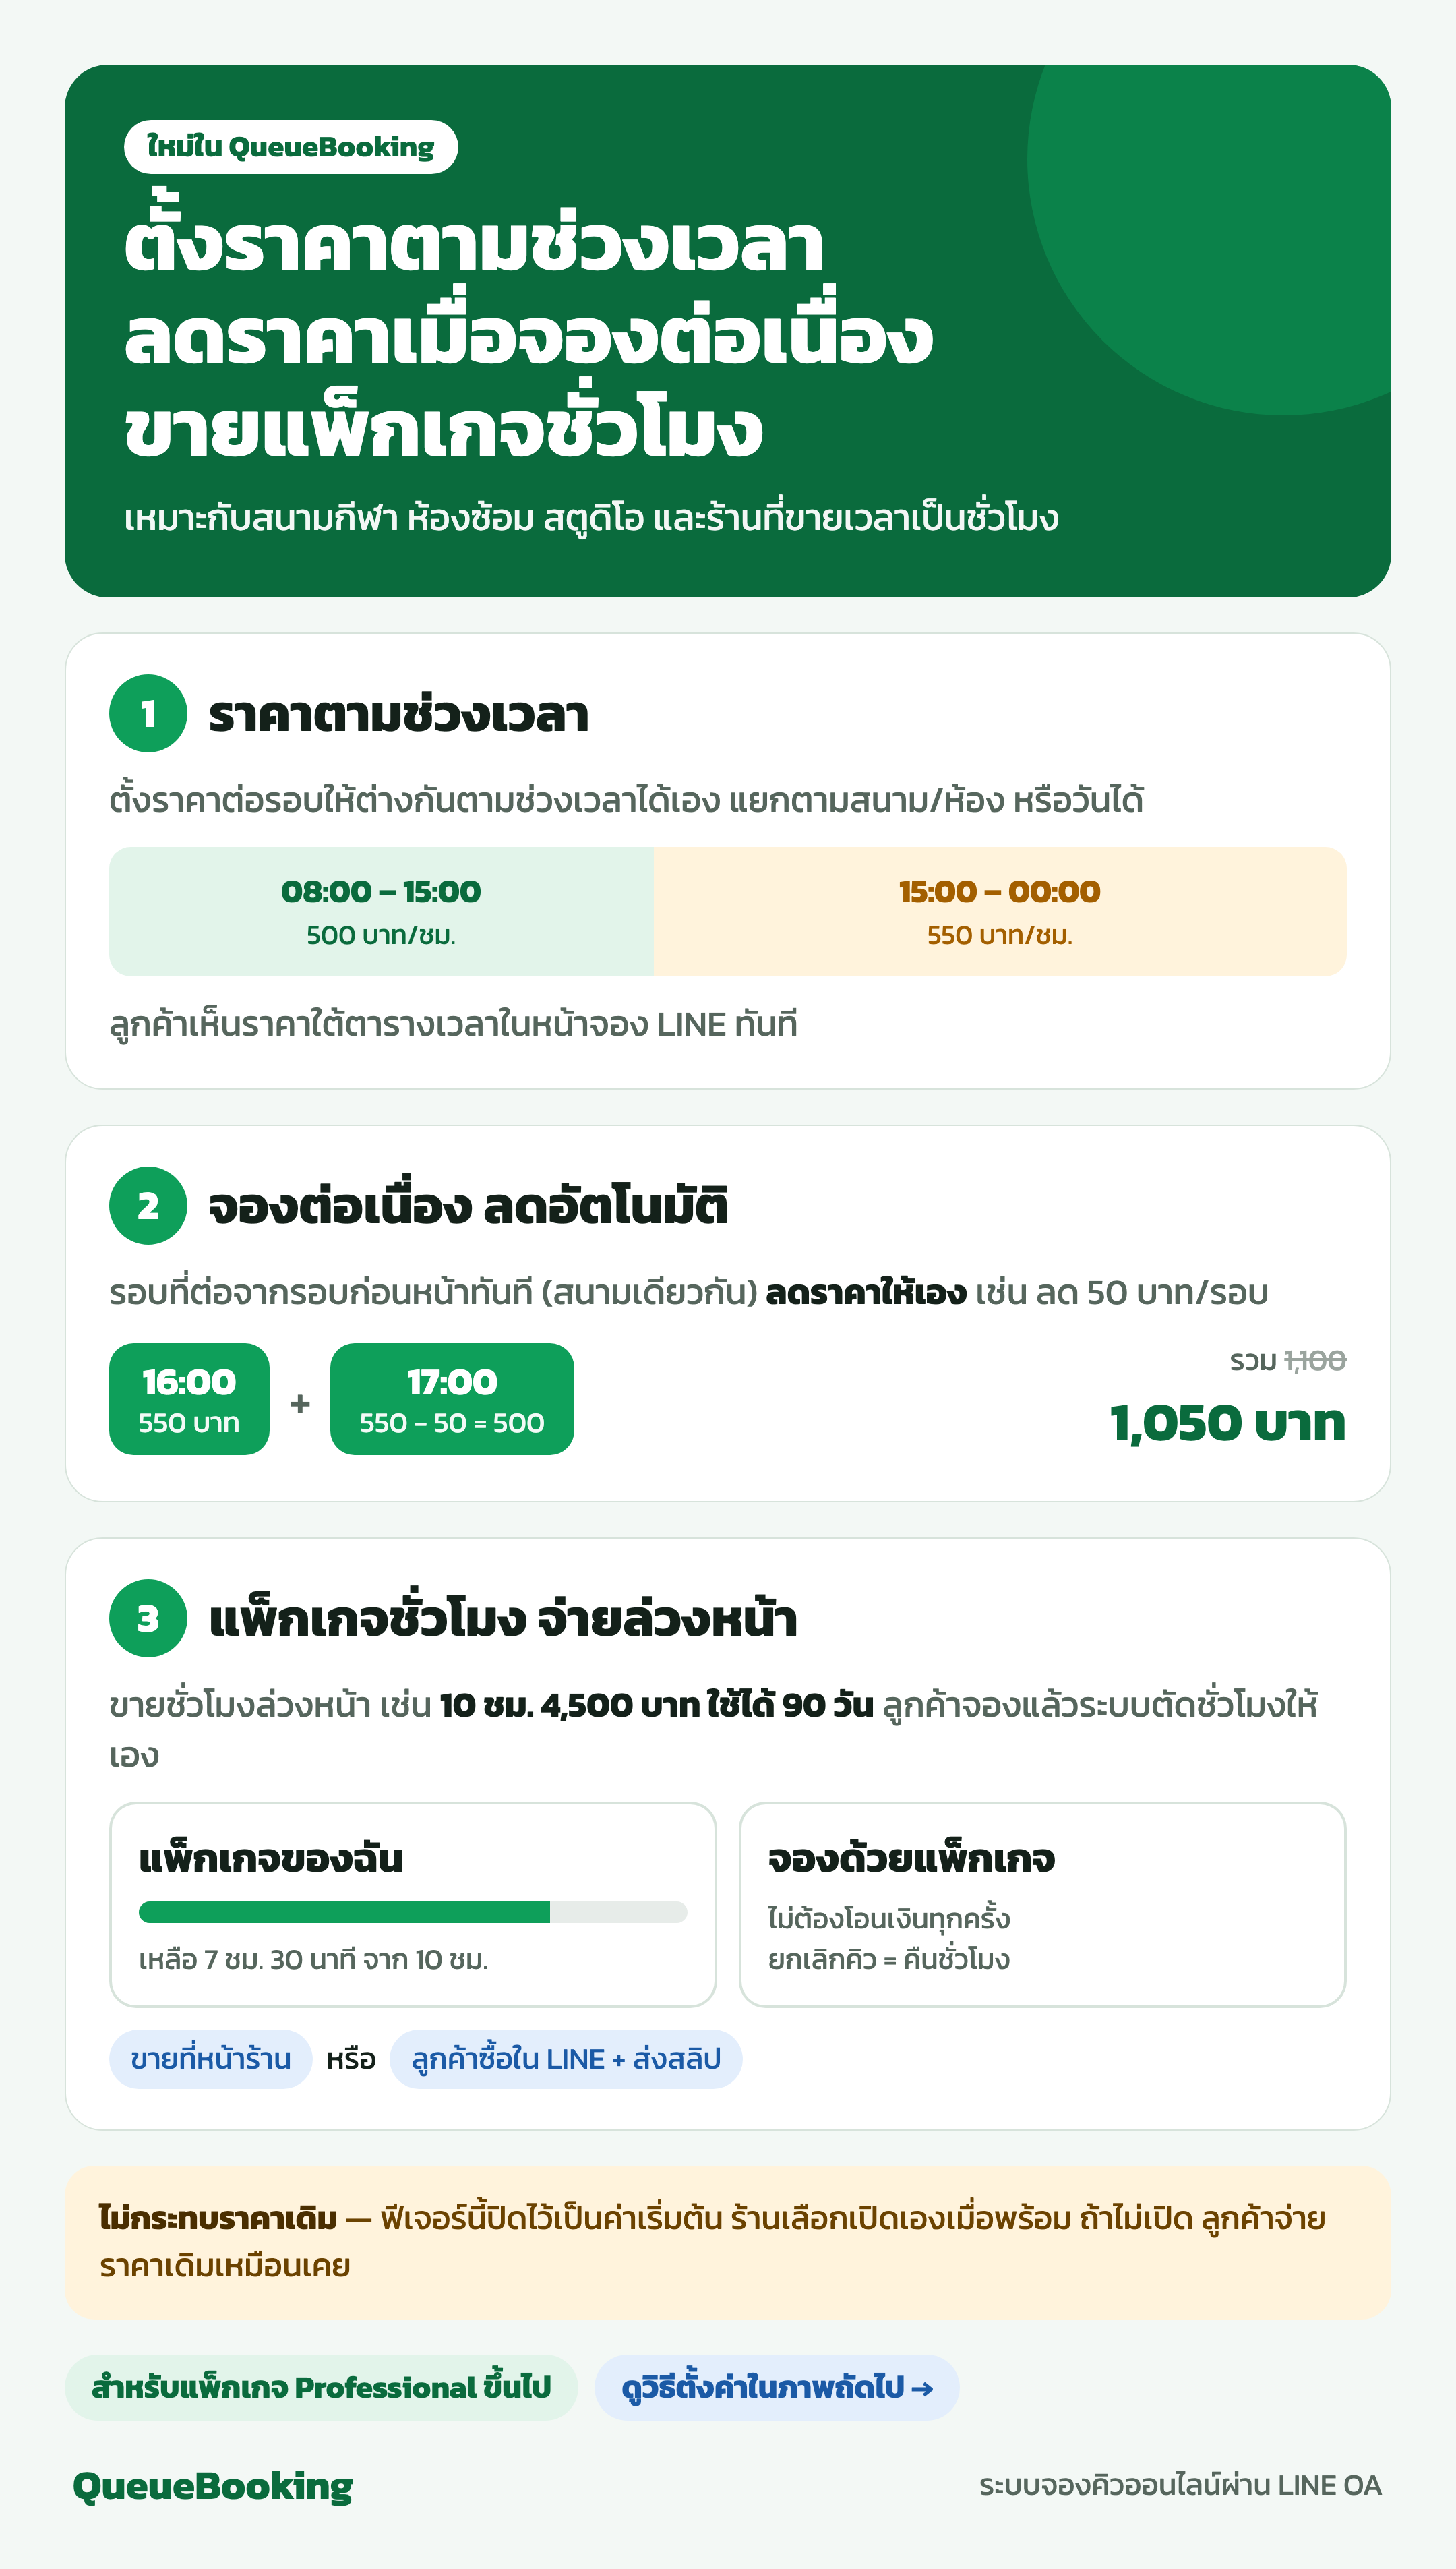 ใหม่ใน QueueBooking
ตั้งราคาตามช่วงเวลา
ลดราคาเมื่อจองต่อเนื่อง
ขายแพ็กเกจชั่วโมง
เหมาะกับสนามกีฬา ห้องซ้อม สตูดิโอ และร้านที่ขายเวลาเป็นชั่วโมง
1 ราคาตามช่วงเวลา
ตั้งราคาต่อรอบให้ต่างกันตามช่วงเวลาได้เอง แยกตามสนาม/ห้อง หรือวันได้
08:00 – 15:00
500 บาท/ชม.
15:00 – 00:00
550 บาท/ชม.
ลูกค้าเห็นราคาใต้ตารางเวลาในหน้าจอง LINE ทันที
2 จองต่อเนื่อง ลดอัตโนมัติ
รอบที่ต่อจากรอบก่อนหน้าทันที (สนามเดียวกัน) ลดราคาให้เอง เช่น ลด 50 บาท/รอบ
16:00
550 บาท
+
17:00
550 – 50 = 500
รวม 1,100
1,050 บาท
3 แพ็กเกจชั่วโมง จ่ายล่วงหน้า
ขายชั่วโมงล่วงหน้า เช่น 10 ชม. 4,500 บาท ใช้ได้ 90 วัน ลูกค้าจองแล้วระบบตัดชั่วโมงให้
เอง
แพ็กเกจของฉัน
เหลือ 7 ชม. 30 นาที จาก 10 ชม.
จองด้วยแพ็กเกจ
ไม่ต้องโอนเงินทุกครั้ง
ยกเลิกคิว = คืนชั่วโมง
ขายที่หน้าร้าน หรือ ลูกค้าซื้อใน LINE + ส่งสลิป
ไม่กระทบราคาเดิม — ฟีเจอร์นี้ปิดไว้เป็นค่าเริ่มต้น ร้านเลือกเปิดเองเมื่อพร้อม ถ้าไม่เปิด ลูกค้าจ่าย
ราคาเดิมเหมือนเคย
สำหรับแพ็กเกจ Professional ขึ้นไป
ดูวิธีตั้งค่าในภาพถัดไป →
QueueBooking
ระบบจองคิวออนไลน์ผ่าน LINE OA